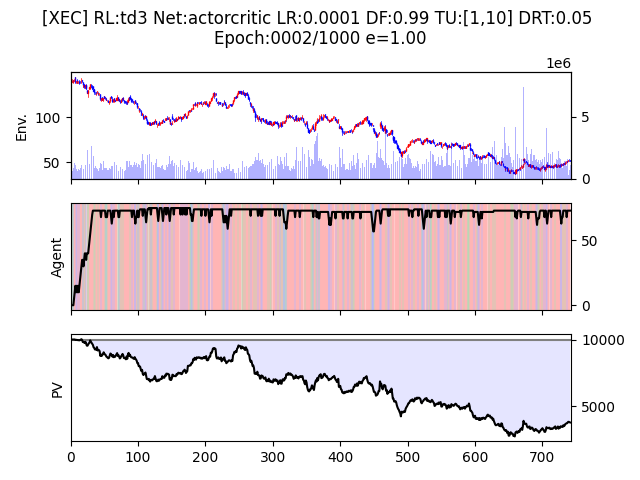 [XEC] RL:td3 Net:actorcritic LR:0.0001 DF:0.99 TU:[1,10] DRT:0.05
Epoch:0002/1000 e=1.00
1e6
Env.
100
50
5
0
Agent
50
0
PV
10000
5000
0 100 200 300 400 500 600 700